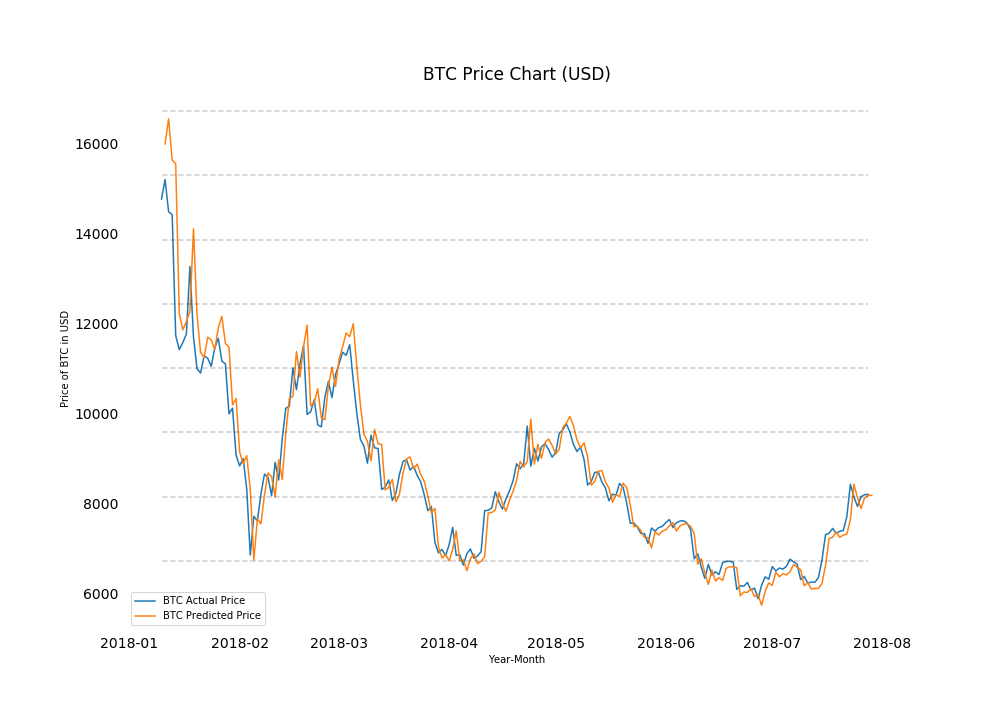 BTC Price Chart (USD)
16000
14000
12000
10000
8000
6000
Price of BTC in USD
BTC Actual Price
BTC Predicted Price
2018-01 2018-02 2018-03 2018-04 2018-05 2018-06 2018-07 2018-08
Year-Month